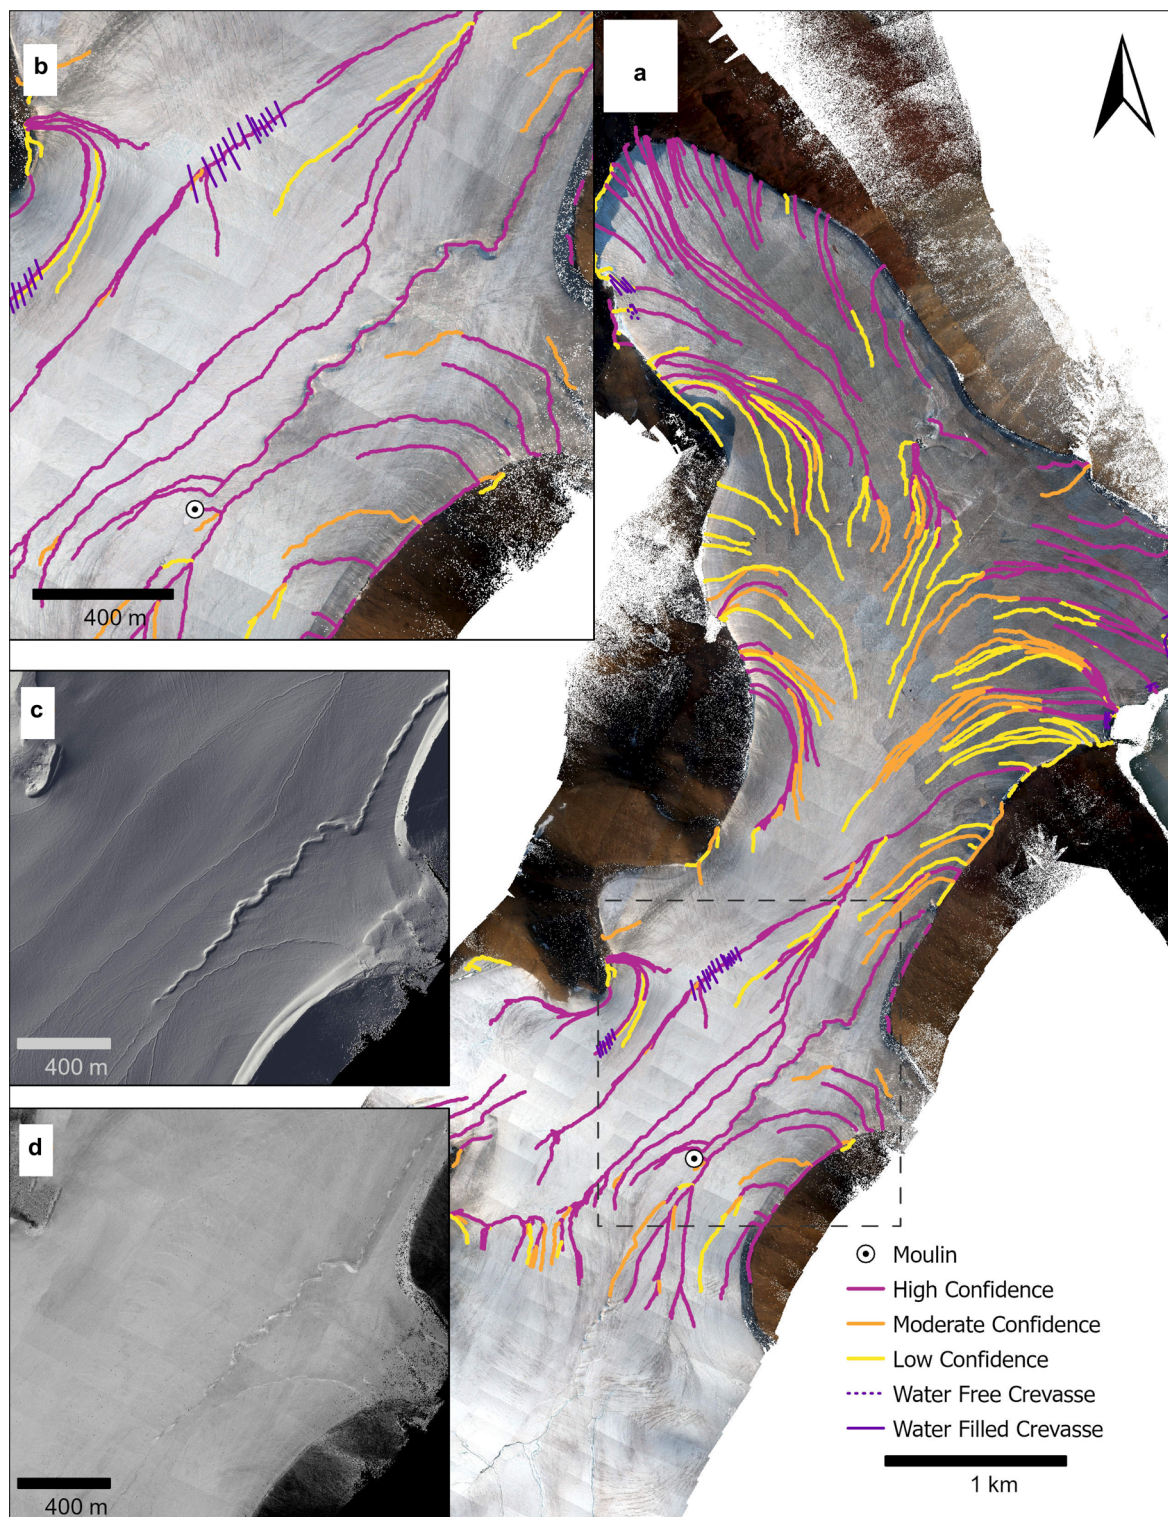 b
a
400 m
c
400 m
d
400 m
Moulin
High Confidence
Moderate Confidence
Low Confidence
Water Free Crevasse
Water Filled Crevasse
1 km